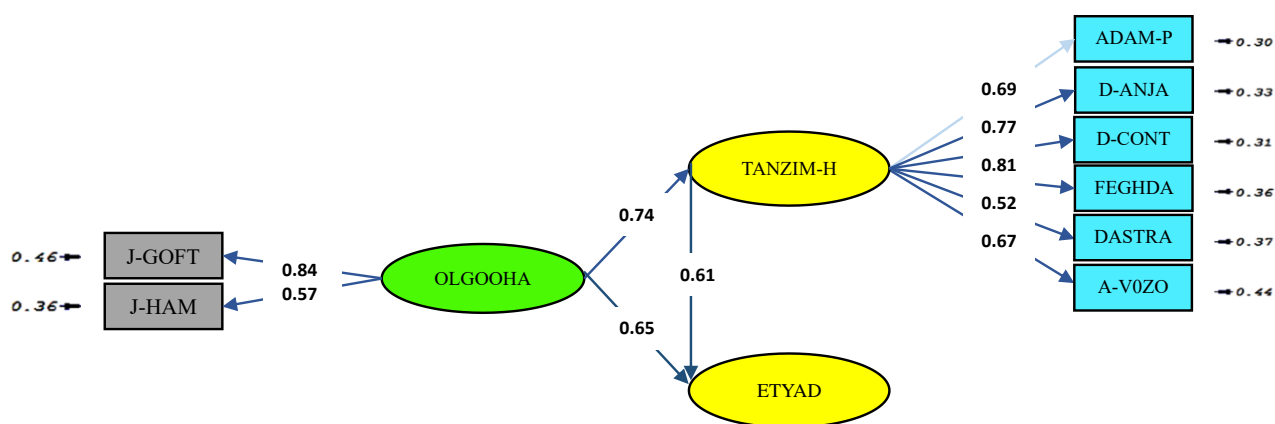 ADAM-P
0.30
0.69
D-ANJA
0.33
0.77
D-CONT
0.31
TANZIM-H
0.81
FEGHDA
0.36
0.52
0.74
DASTRA
0.37
0.67
0.46
J-GOFT
0.84
OLGOOHA
0.61
A-V0ZO
0.44
0.36
J-HAM
0.57
0.65
ETYAD